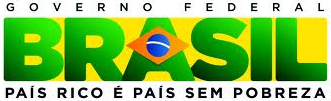 GOVERNO FEDERAL
BRASIL
PAÍS RICO É PAÍS SEM POBREZA